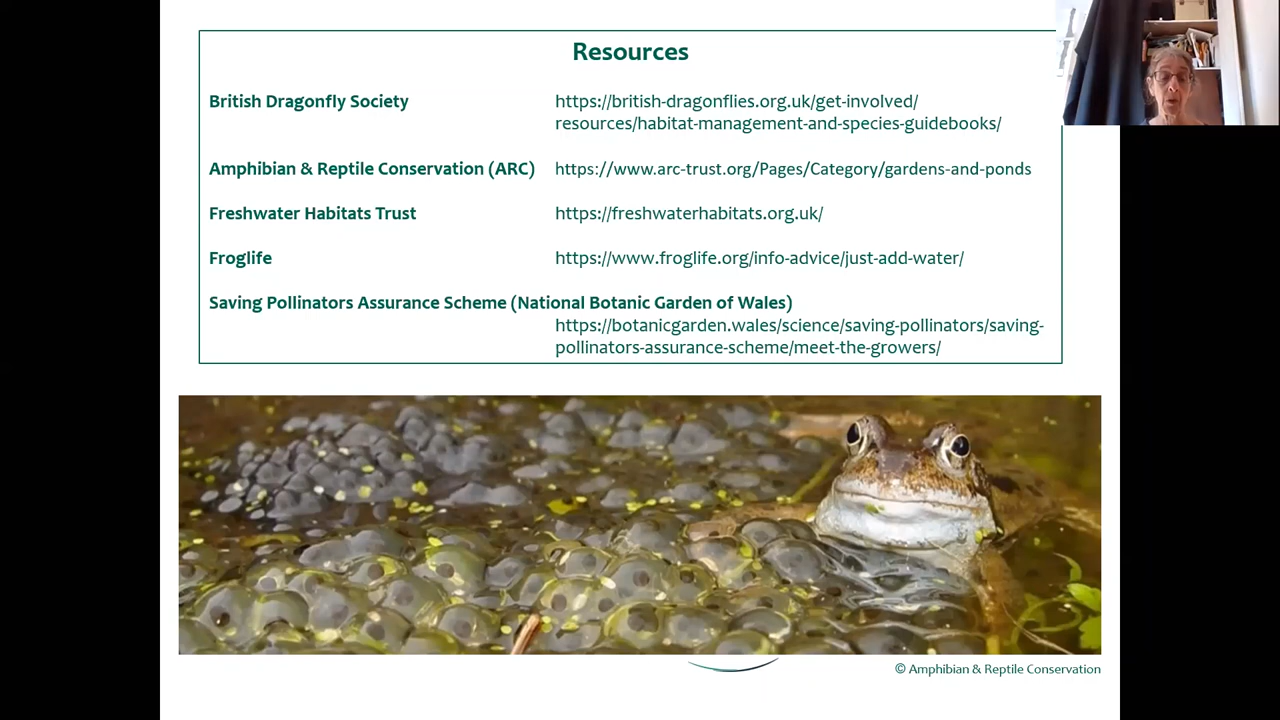 Resources
British Dragonfly Society https://british-dragonflies.org.uk/get-involved/
resources/habitat-management-and-species-guidebooks/
Amphibian & Reptile Conservation (ARC) https://www.arc-trust.org/Pages/Category/gardens-and-ponds
Freshwater Habitats Trust https://freshwaterhabitats.org.uk/
Froglife https://www.froglife.org/info-advice/just-add-water/
Saving Pollinators Assurance Scheme (National Botanic Garden of Wales)
https://botanicgarden.wales/science/saving-pollinators/saving-
pollinators-assurance-scheme/meet-the-growers/
© Amphibian & Reptile Conservation